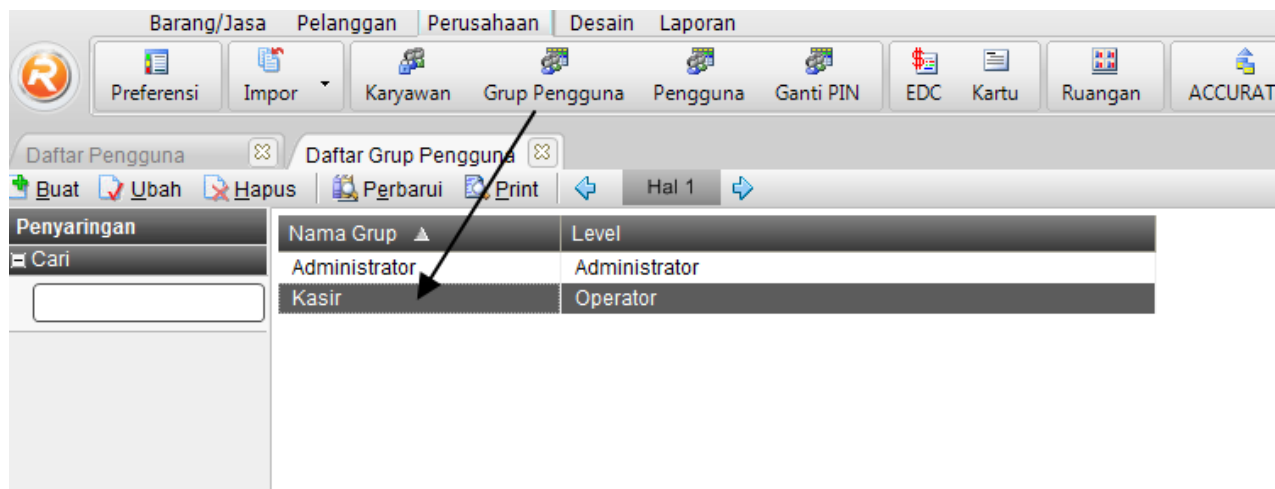 Barang/Jasa Pelanggan Perusahaan Desain Laporan
R
Preferensi Impor Karyawan Grup Pengguna Pengguna Ganti PIN EDC Kartu Ruangan ACCURAT
Daftar Pengguna Daftar Grup Pengguna
Buat Ubah Hapus Perbarui Print Hal 1
Penyaringan Nama Grup Level
Cari
Administrator Administrator
Kasir Operator